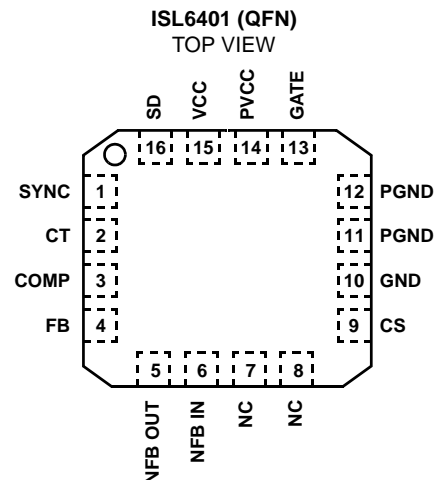 ISL6401 (QFN)
TOP VIEW
SD
VCC
PVCC
GATE
16
15
14
13
SYNC 1
12 PGND
CT 2
11 PGND
COMP 3
10 GND
FB 4
9 CS
5
6
7
8
NFB OUT
NFB IN
NC
NC